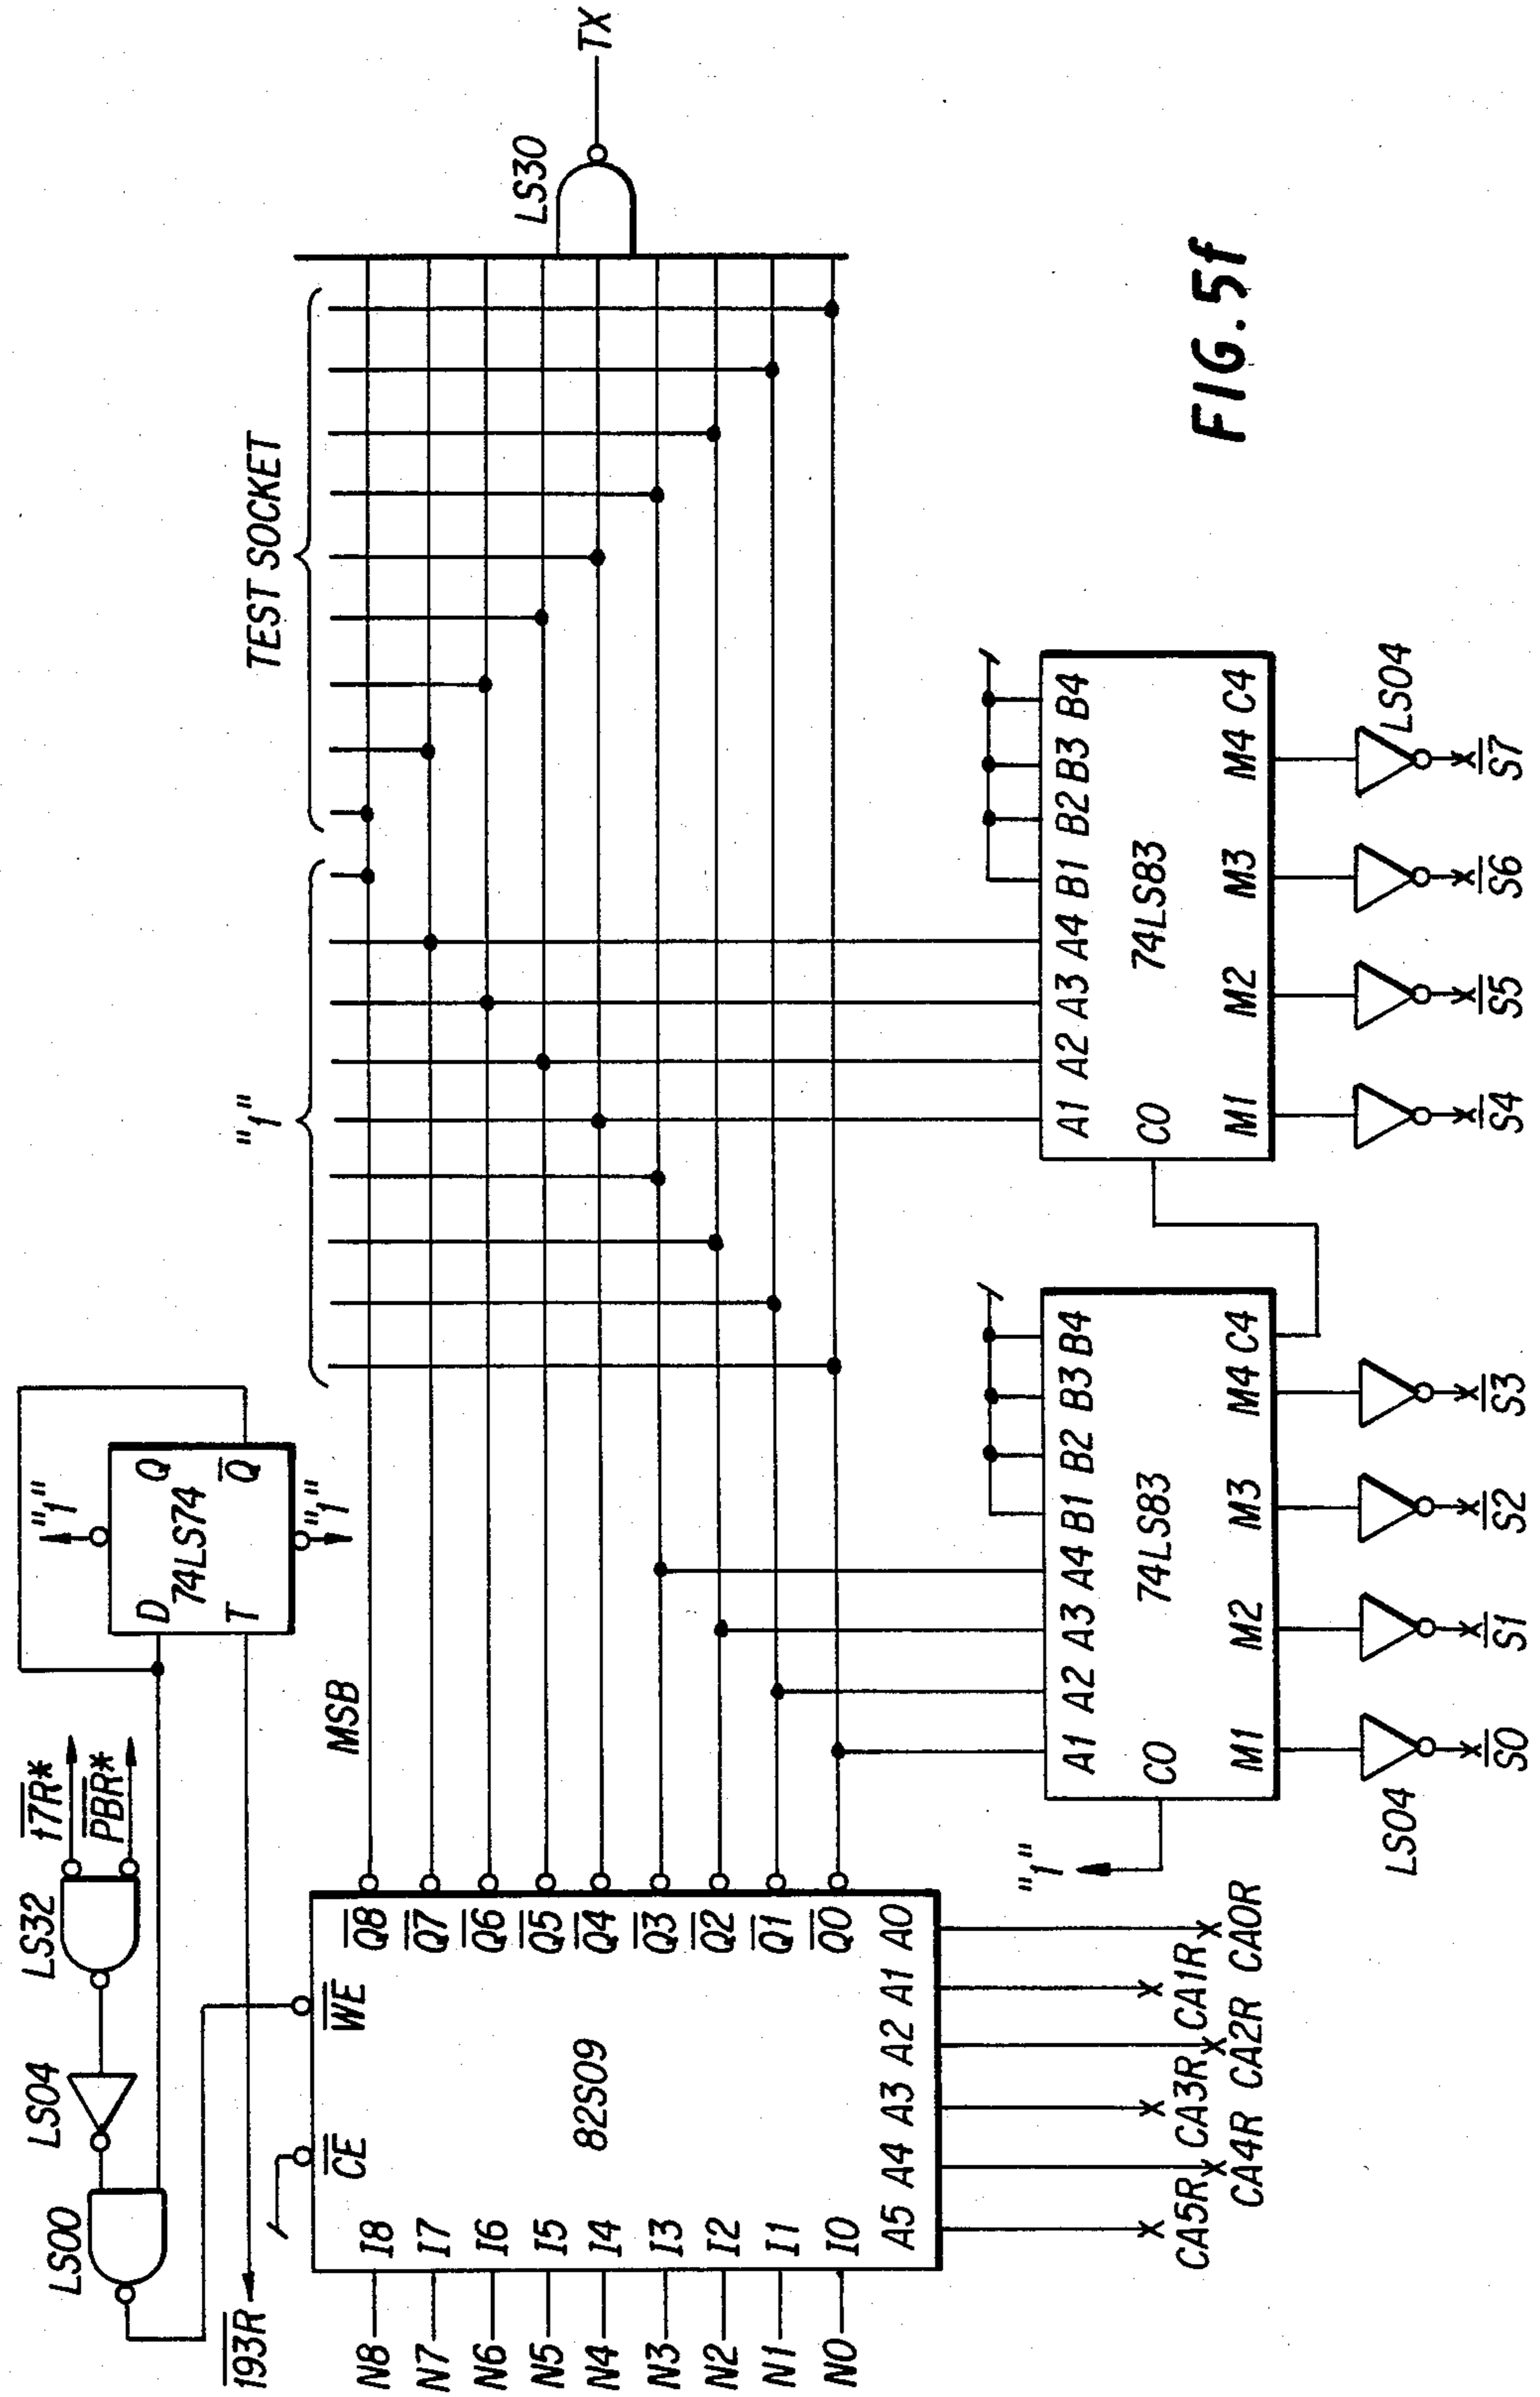 LS00
LS04
LS32
t7R*
PBR*
193R
"1"
D Q
74LS74
T Q
"1"
N8 I8
N7 I7
N6 I6
N5 I5
N4 I4
N3 I3
N2 I2
N1 I1
N0 I0
CE WE
82S09
Q8
Q7
Q6
Q5
Q4
Q3
Q2
Q1
Q0
MSB
A5 A4 A3 A2 A1 A0
CA5R CA3R CA1R
CA4R CA2R CA0R
"1"
TEST SOCKET
LS30
TX
A1 A2 A3 A4 B1 B2 B3 B4
"1"
C0 74LS83
M1 M2 M3 M4 C4
LS04
S0 S1 S2 S3
A1 A2 A3 A4 B1 B2 B3 B4
C0 74LS83
M1 M2 M3 M4 C4
LS04
S4 S5 S6 S7
FIG. 5f